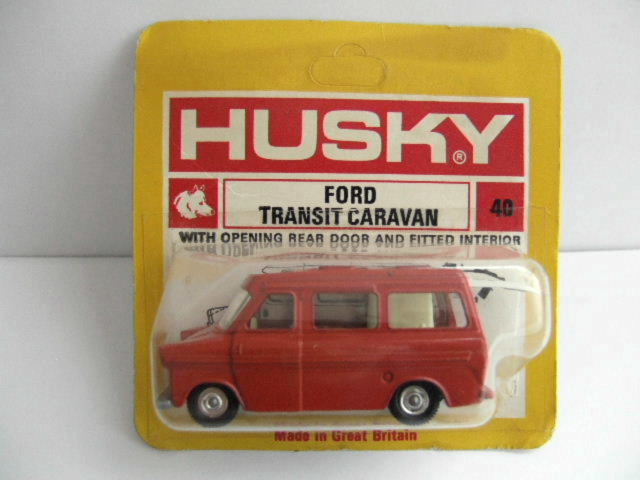 HUSKY ®
FORD
TRANSIT CARAVAN
40
WITH OPENING REAR DOOR AND FITTED INTERIOR
Made in Great Britain